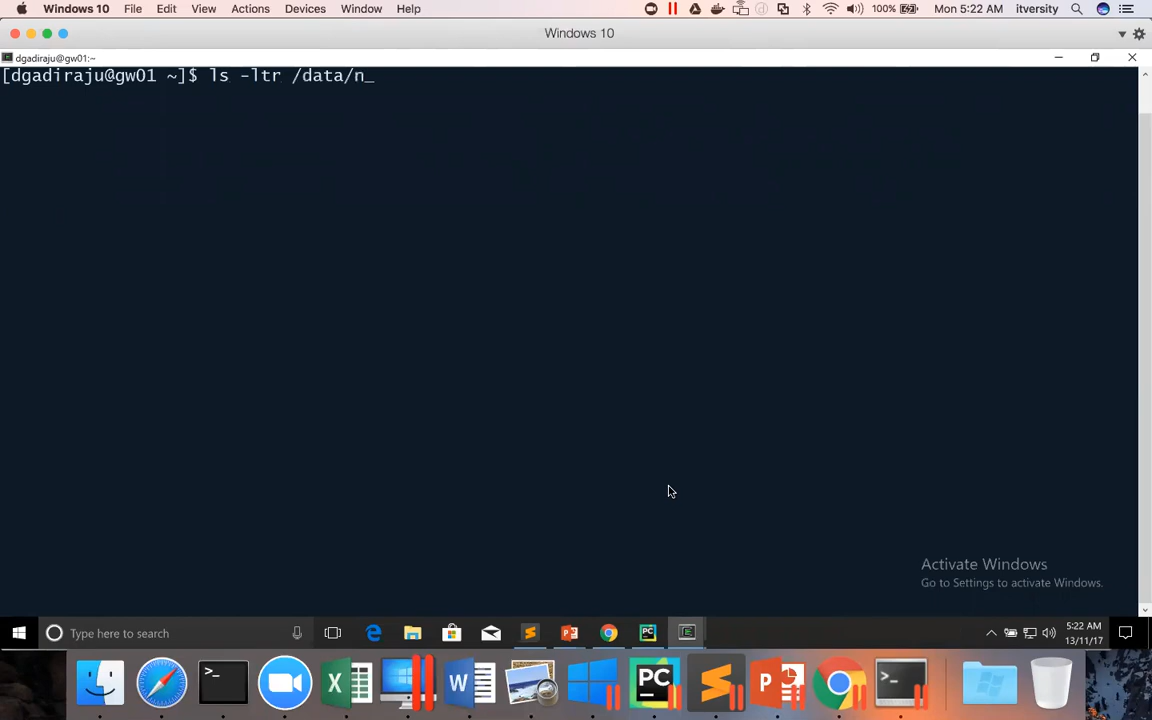 Windows 10 File Edit View Actions Devices Window Help 100% Mon 5:22 AM itversity
Windows 10
dgadiraju@gw01:~
[dgadiraju@gw01 ~]$ ls -ltr /data/n_
Activate Windows
Go to Settings to activate Windows.
Type here to search
5:22 AM
13/11/17